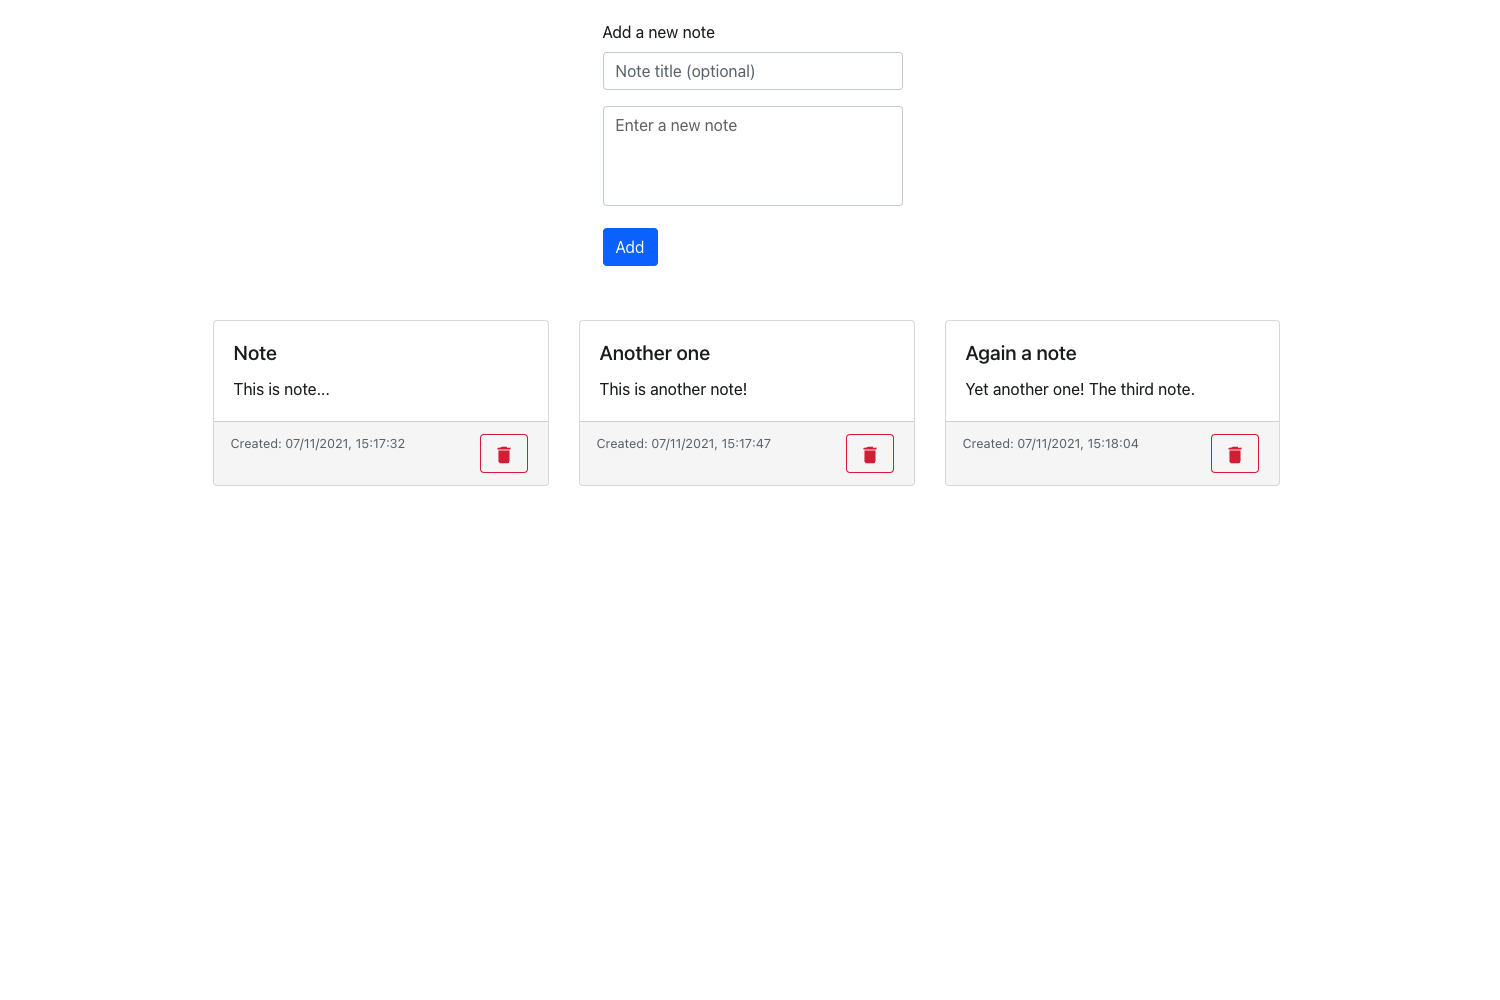 Add a new note
Note title (optional)
Enter a new note
Add
Note
This is note...
Created: 07/11/2021, 15:17:32
Another one
This is another note!
Created: 07/11/2021, 15:17:47
Again a note
Yet another one! The third note.
Created: 07/11/2021, 15:18:04